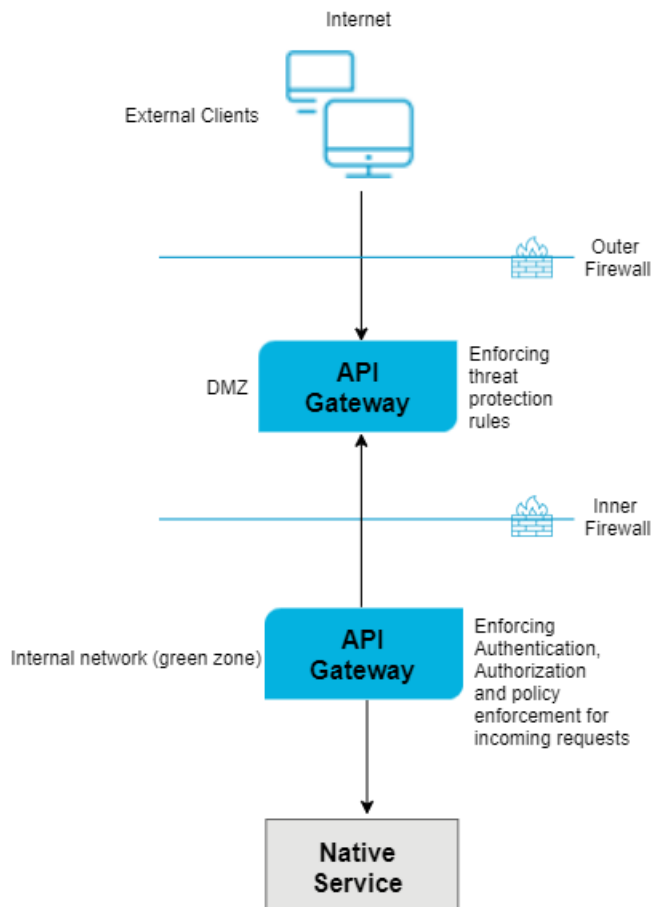 Internet
External Clients
Outer
Firewall
API
Gateway
DMZ
Enforcing
threat
protection
rules
Inner
Firewall
API
Gateway
Internal network (green zone)
Enforcing
Authentication,
Authorization
and policy
enforcement for
incoming requests
Native
Service